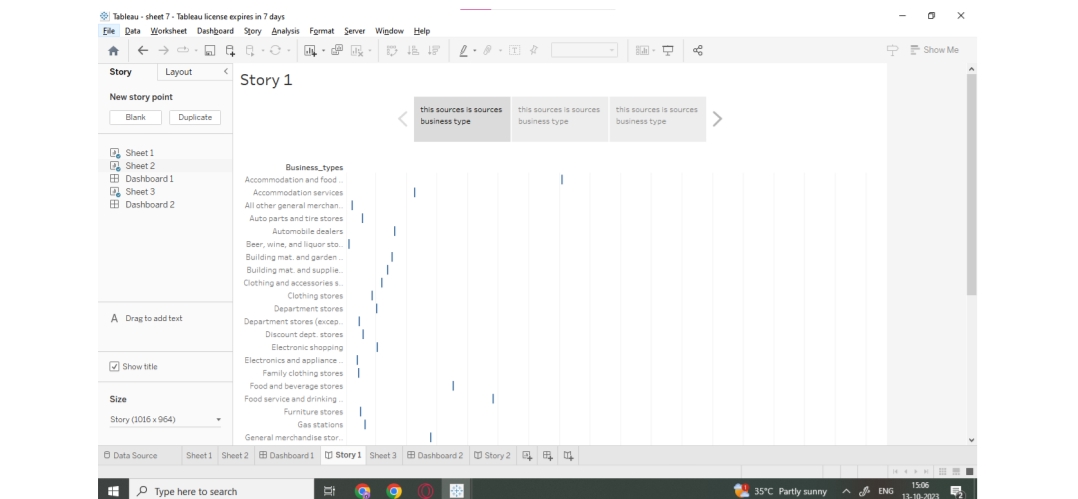 Tableau - sheet 7 - Tableau license expires in 7 days
File Data Worksheet Dashboard Story Analysis Format Server Window Help
Show Me
Story Layout
New story point
Blank Duplicate
Sheet 1
Sheet 2
Dashboard 1
Sheet 3
Dashboard 2
A Drag to add text
Show title
Size
Story (1016 x 964)
Story 1
this sources is sources business type
this sources is sources business type
this sources is sources business type
Business_types
Accommodation and food ..
Accommodation services
All other general merchan..
Auto parts and tire stores
Automobile dealers
Beer, wine, and liquor sto..
Building mat. and garden ..
Building mat. and supplie..
Clothing and accessories s..
Clothing stores
Department stores
Department stores (excep..
Discount dept. stores
Electronic shopping
Electronics and appliance ..
Family clothing stores
Food and beverage stores
Food service and drinking ..
Furniture stores
Gas stations
General merchandise stor..
Data Source Sheet 1 Sheet 2 Dashboard 1 Story 1 Sheet 3 Dashboard 2 Story 2
Type here to search
35°C Partly sunny
ENG
15:06
13-10-2023